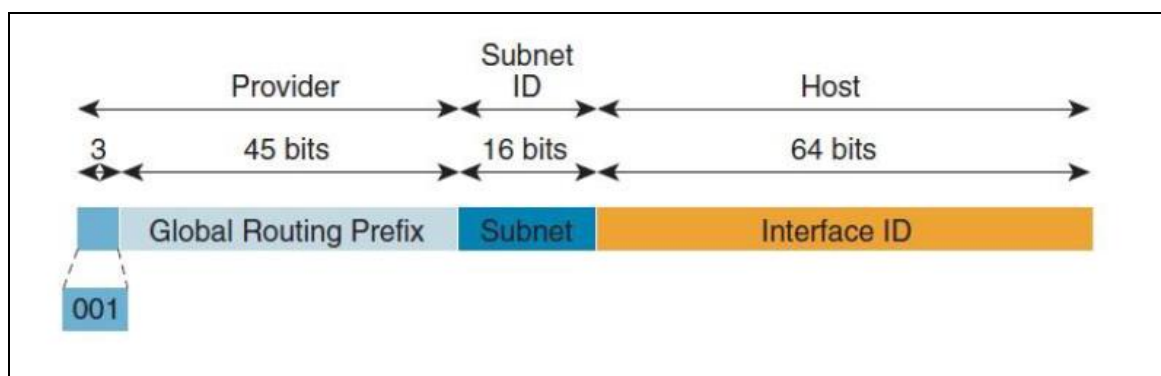 Provider
Subnet
ID
Host
3
45 bits
16 bits
64 bits
Global Routing Prefix
Subnet
Interface ID
001